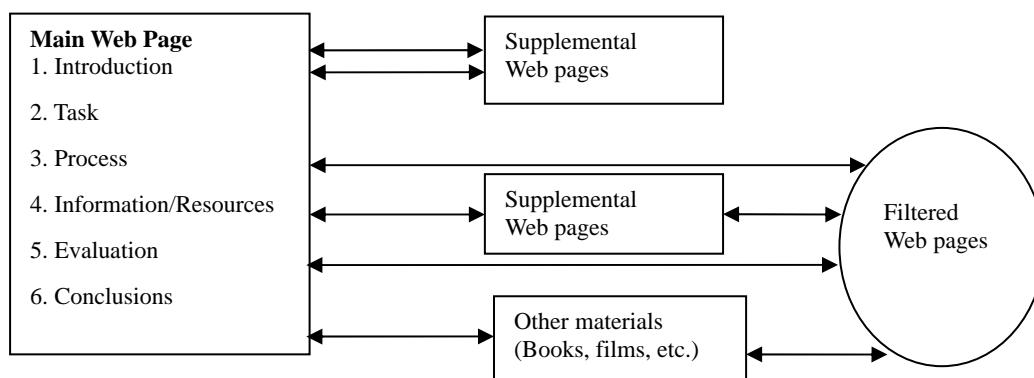 Main Web Page
1. Introduction
2. Task
3. Process
4. Information/Resources
5. Evaluation
6. Conclusions
Supplemental
Web pages
Supplemental
Web pages
Other materials
(Books, films, etc.)
Filtered
Web pages